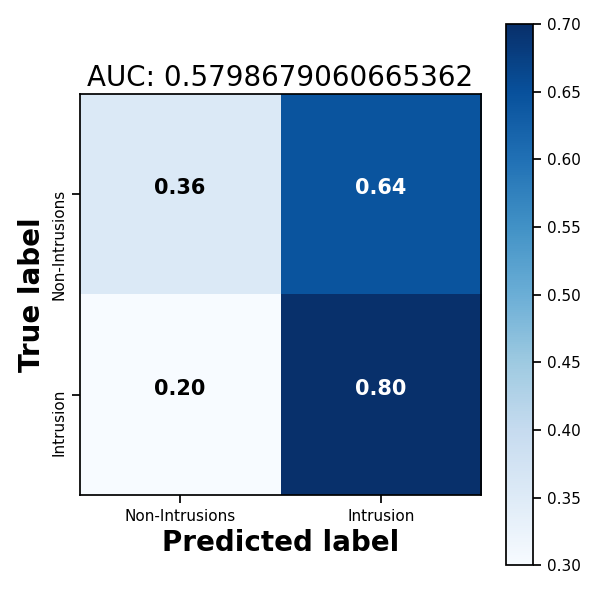 AUC: 0.5798679060665362
True label
Non-Intrusions
Intrusion
0.36
0.64
0.20
0.80
Non-Intrusions
Intrusion
Predicted label
0.70
0.65
0.60
0.55
0.50
0.45
0.40
0.35
0.30